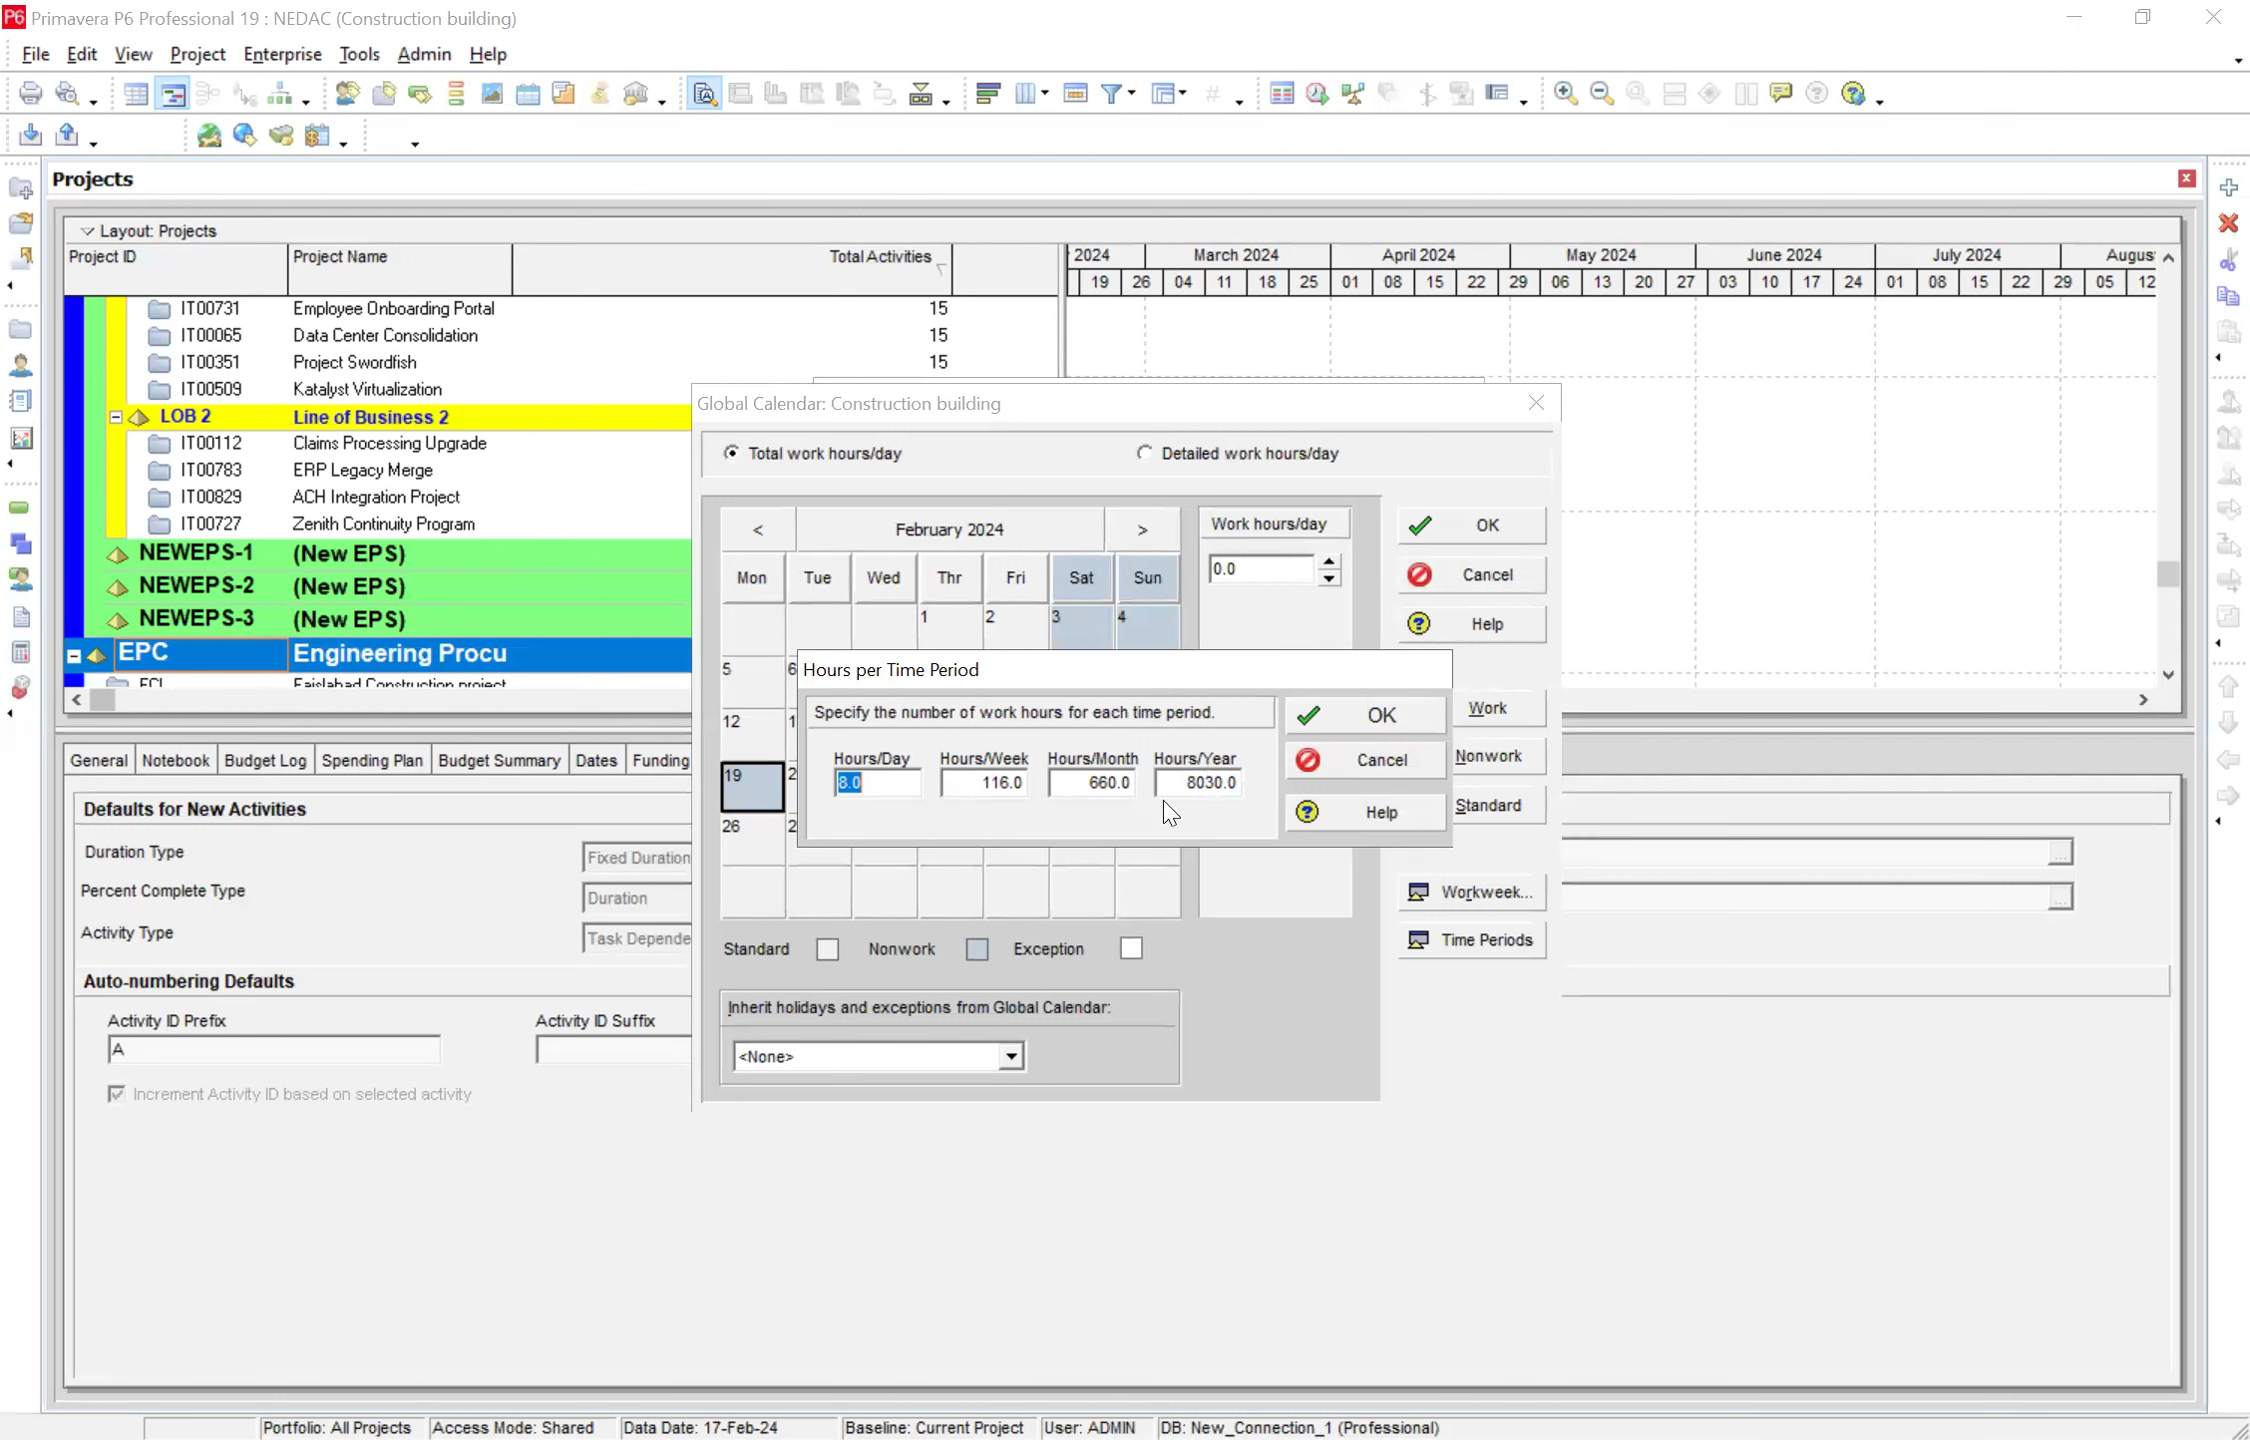 P6 Primavera P6 Professional 19 : NEDAC (Construction building)
File Edit View Project Enterprise Tools Admin Help
Projects
Layout: Projects
Project ID Project Name Total Activities
2024 March 2024 April 2024 May 2024 June 2024 July 2024 Augus
19 26 04 11 18 25 01 08 15 22 29 06 13 20 27 03 10 17 24 01 08 15 22 29 05 12
IT00731 Employee Onboarding Portal 15
IT00065 Data Center Consolidation 15
IT00351 Project Swordfish 15
IT00509 Katalyst Virtualization
LOB 2 Line of Business 2
IT00112 Claims Processing Upgrade
IT00783 ERP Legacy Merge
IT00829 ACH Integration Project
IT00727 Zenith Continuity Program
NEWEPS-1 (New EPS)
NEWEPS-2 (New EPS)
NEWEPS-3 (New EPS)
EPC Engineering Procu
FCI Faislabad Construction project
General Notebook Budget Log Spending Plan Budget Summary Dates Funding
Defaults for New Activities
Duration Type Fixed Duration
Percent Complete Type Duration
Activity Type Task Depende
Auto-numbering Defaults
Activity ID Prefix Activity ID Suffix
A
Increment Activity ID based on selected activity
Global Calendar: Construction building
Total work hours/day Detailed work hours/day
< February 2024 >
Mon Tue Wed Thr Fri Sat Sun
1 2 3 4
5 6
12 1
19 2
26 2
Work hours/day
0.0
OK
Cancel
Help
Work
Nonwork
Standard
Workweek...
Time Periods
Hours per Time Period
Specify the number of work hours for each time period.
Hours/Day Hours/Week Hours/Month Hours/Year
8.0 116.0 660.0 8030.0
OK
Cancel
Help
Standard Nonwork Exception
Inherit holidays and exceptions from Global Calendar:
<None>
Portfolio: All Projects Access Mode: Shared Data Date: 17-Feb-24 Baseline: Current Project User: ADMIN DB: New_Connection_1 (Professional)